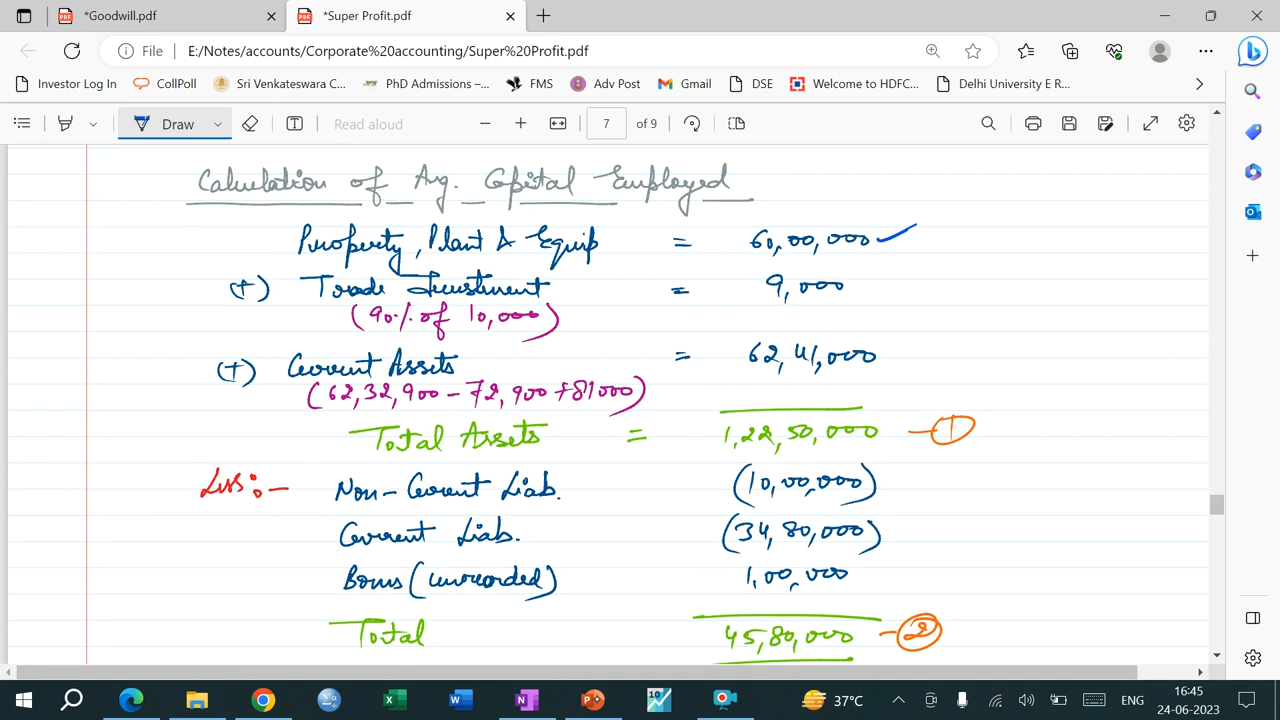 *Goodwill.pdf
*Super Profit.pdf
File E:/Notes/accounts/Corporate%20accounting/Super%20Profit.pdf
Investor Log In CollPoll Sri Venkateswara C... PhD Admissions –... FMS Adv Post Gmail DSE Welcome to HDFC... Delhi University E R...
Draw Read aloud 7 of 9
Calculation of Avg. Capital Employed
Property, Plant & Equip = 60,00,000
(+) Trade Investment = 9,000
(90% of 10,000)
(+) Current Assets = 62,41,000
(62,32,900 - 72,900 + 81000)
Total Assets = 1,22,50,000 - 1
Less:- Non-Current Liab. (10,00,000)
Current Liab. (34,80,000)
Bonus (unrecorded) 1,00,000
Total 45,80,000 - 2
37°C ENG 16:45
24-06-2023